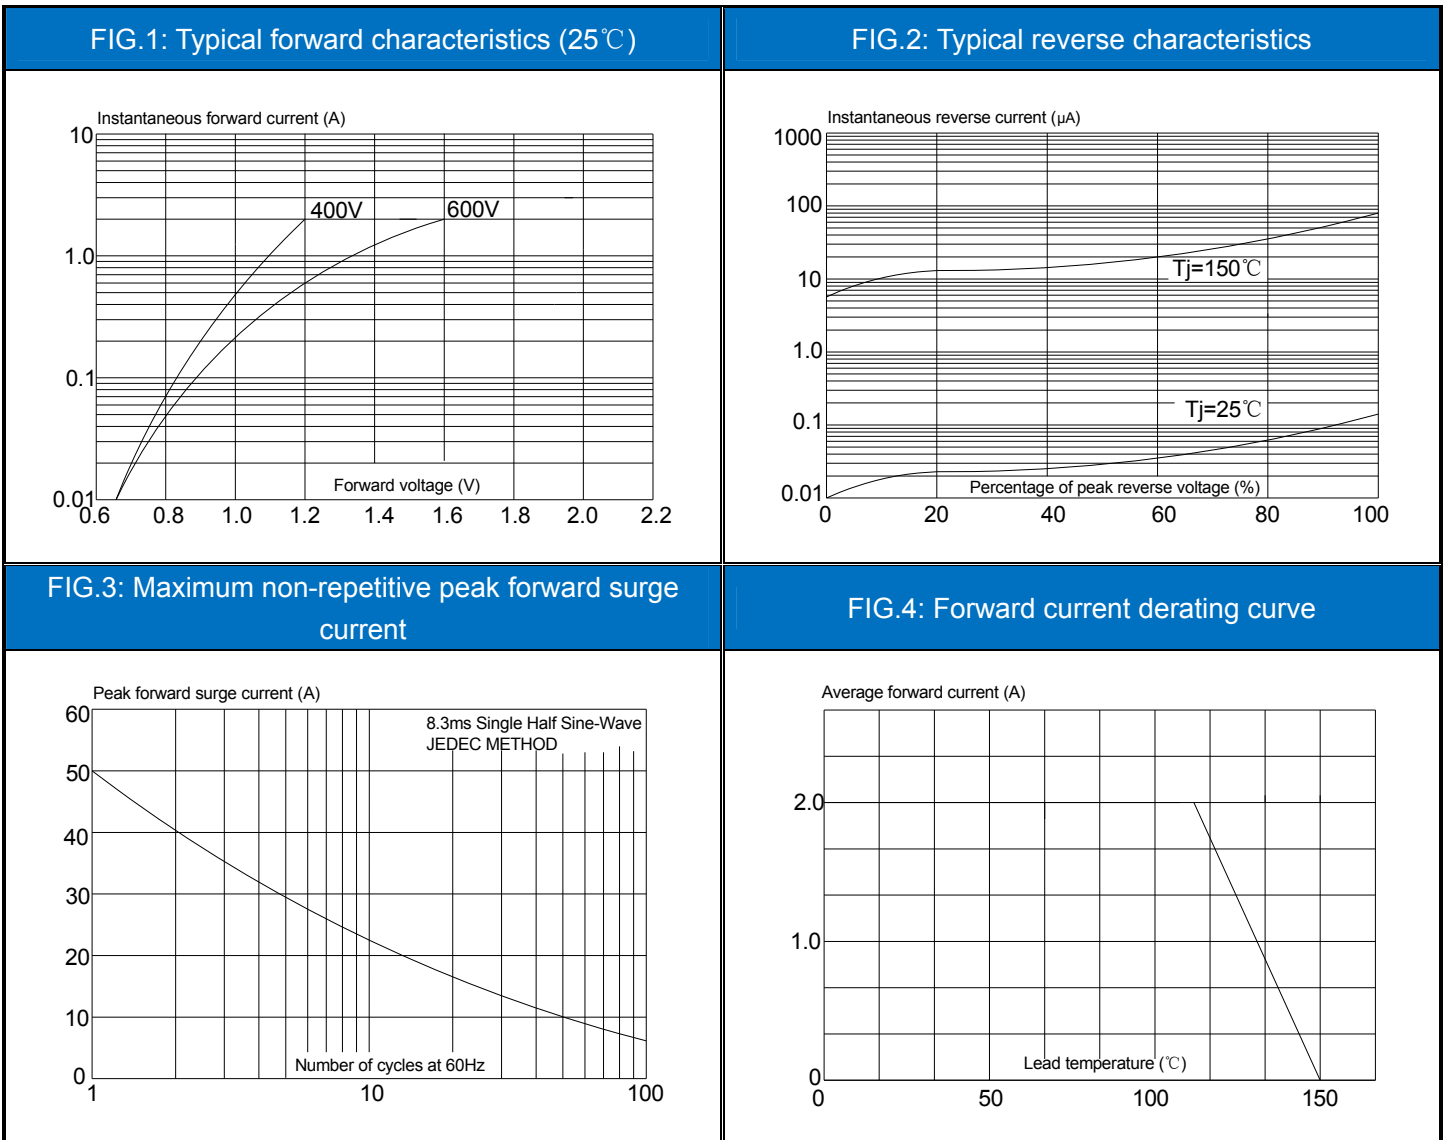 FIG.1: Typical forward characteristics (25℃)
Instantaneous forward current (A)
10
1.0
0.1
0.01
400V
600V
Forward voltage (V)
0.6 0.8 1.0 1.2 1.4 1.6 1.8 2.0 2.2
FIG.2: Typical reverse characteristics
Instantaneous reverse current (μA)
1000
100
10
1.0
0.1
0.01
Tj=150℃
Tj=25℃
Percentage of peak reverse voltage (%)
0 20 40 60 80 100
FIG.3: Maximum non-repetitive peak forward surge
current
Peak forward surge current (A)
60
50
40
30
20
10
0
8.3ms Single Half Sine-Wave
JEDEC METHOD
Number of cycles at 60Hz
1 10 100
FIG.4: Forward current derating curve
Average forward current (A)
2.0
1.0
0
Lead temperature (℃)
0 50 100 150